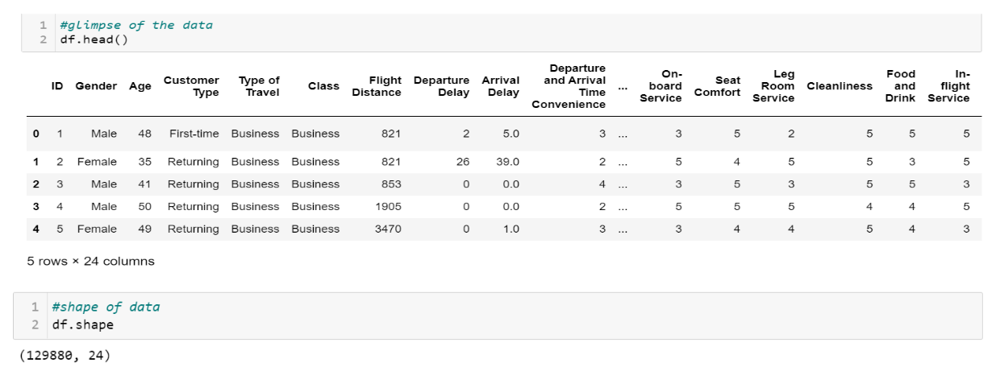 1 #glimpse of the data
2 df.head()
ID Gender Age Customer Type Type of Travel Class Flight Distance Departure Delay Arrival Delay Departure and Arrival Time Convenience ... On-board Service Seat Comfort Leg Room Service Cleanliness Food and Drink In-flight Service
0 1 Male 48 First-time Business Business 821 2 5.0 3 ... 3 5 2 5 5 5
1 2 Female 35 Returning Business Business 821 26 39.0 2 ... 5 4 5 5 3 5
2 3 Male 41 Returning Business Business 853 0 0.0 4 ... 3 5 3 5 5 3
3 4 Male 50 Returning Business Business 1905 0 0.0 2 ... 5 5 5 4 4 5
4 5 Female 49 Returning Business Business 3470 0 1.0 3 ... 3 4 4 5 4 3
5 rows × 24 columns
1 #shape of data
2 df.shape
(129880, 24)